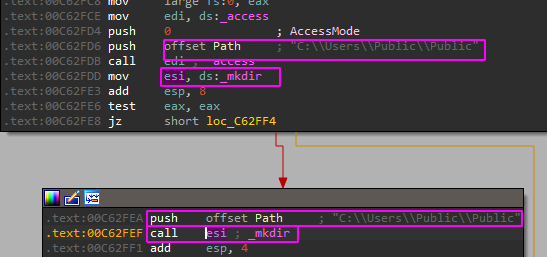 .text:00C62FC8 mov large fs:0, eax
.text:00C62FCE mov edi, ds:_access
.text:00C62FD4 push 0 ; AccessMode
.text:00C62FD6 push offset Path ; "C:\\Users\\Public\\Public"
.text:00C62FDB call edi ; _access
.text:00C62FDD mov esi, ds:_mkdir
.text:00C62FE3 add esp, 8
.text:00C62FE6 test eax, eax
.text:00C62FE8 jz short loc_C62FF4
.text:00C62FEA push offset Path ; "C:\\Users\\Public\\Public"
.text:00C62FEF call esi ; _mkdir
.text:00C62FF1 add esp, 4